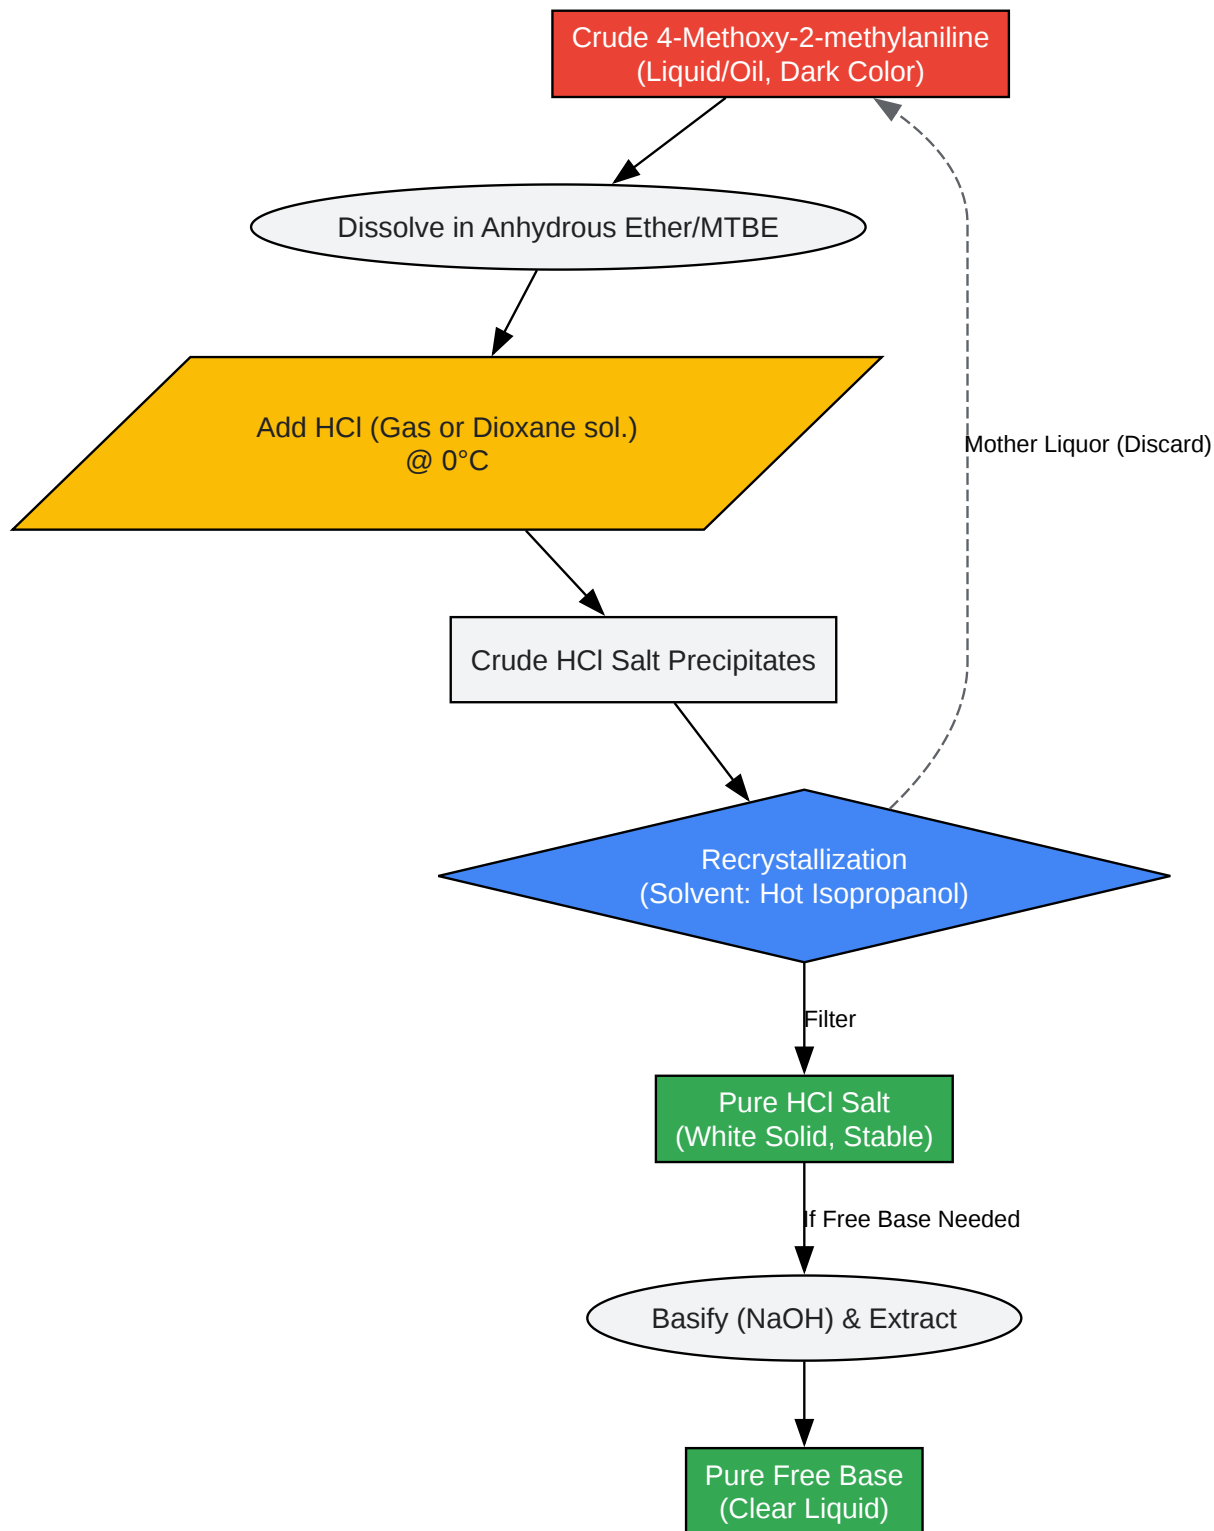 Crude 4-Methoxy-2-methylaniline
(Liquid/Oil, Dark Color)
Dissolve in Anhydrous Ether/MTBE
Add HCl (Gas or Dioxane sol.)
@ 0°C
Mother Liquor (Discard)
Crude HCl Salt Precipitates
Recrystallization
(Solvent: Hot Isopropanol)
Filter
Pure HCl Salt
(White Solid, Stable)
If Free Base Needed
Basify (NaOH) & Extract
Pure Free Base
(Clear Liquid)